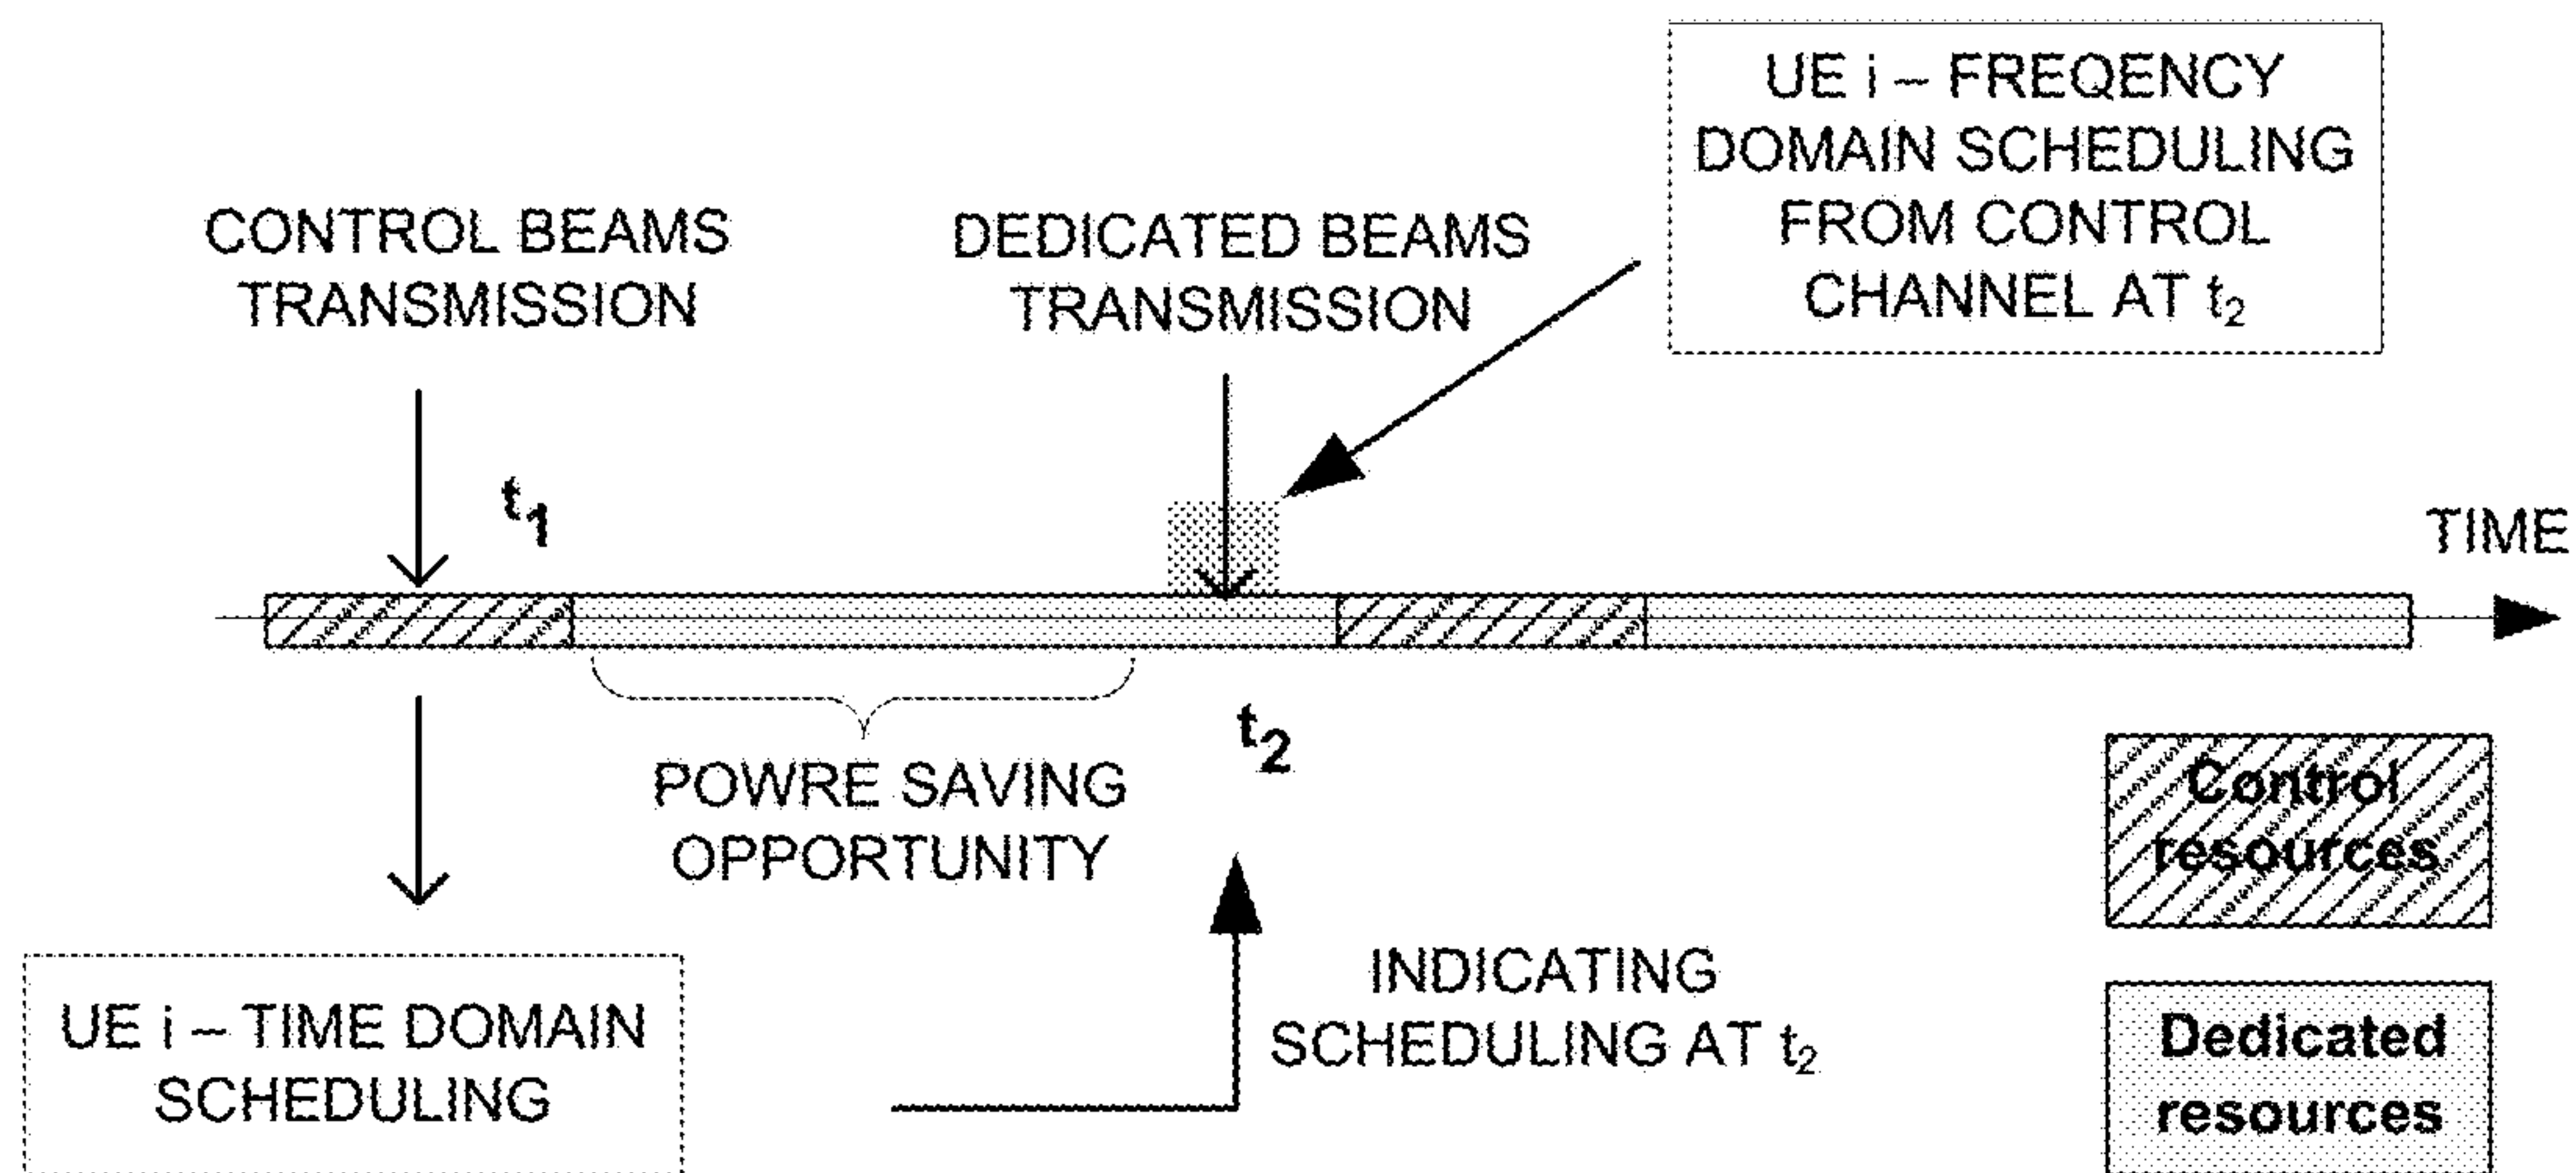 UE i – FREQENCY
DOMAIN SCHEDULING
FROM CONTROL
CHANNEL AT t₂
CONTROL BEAMS
TRANSMISSION
DEDICATED BEAMS
TRANSMISSION
t₁
TIME
POWRE SAVING
OPPORTUNITY
t₂
Control
resources
UE i – TIME DOMAIN
SCHEDULING
INDICATING
SCHEDULING AT t₂
Dedicated
resources